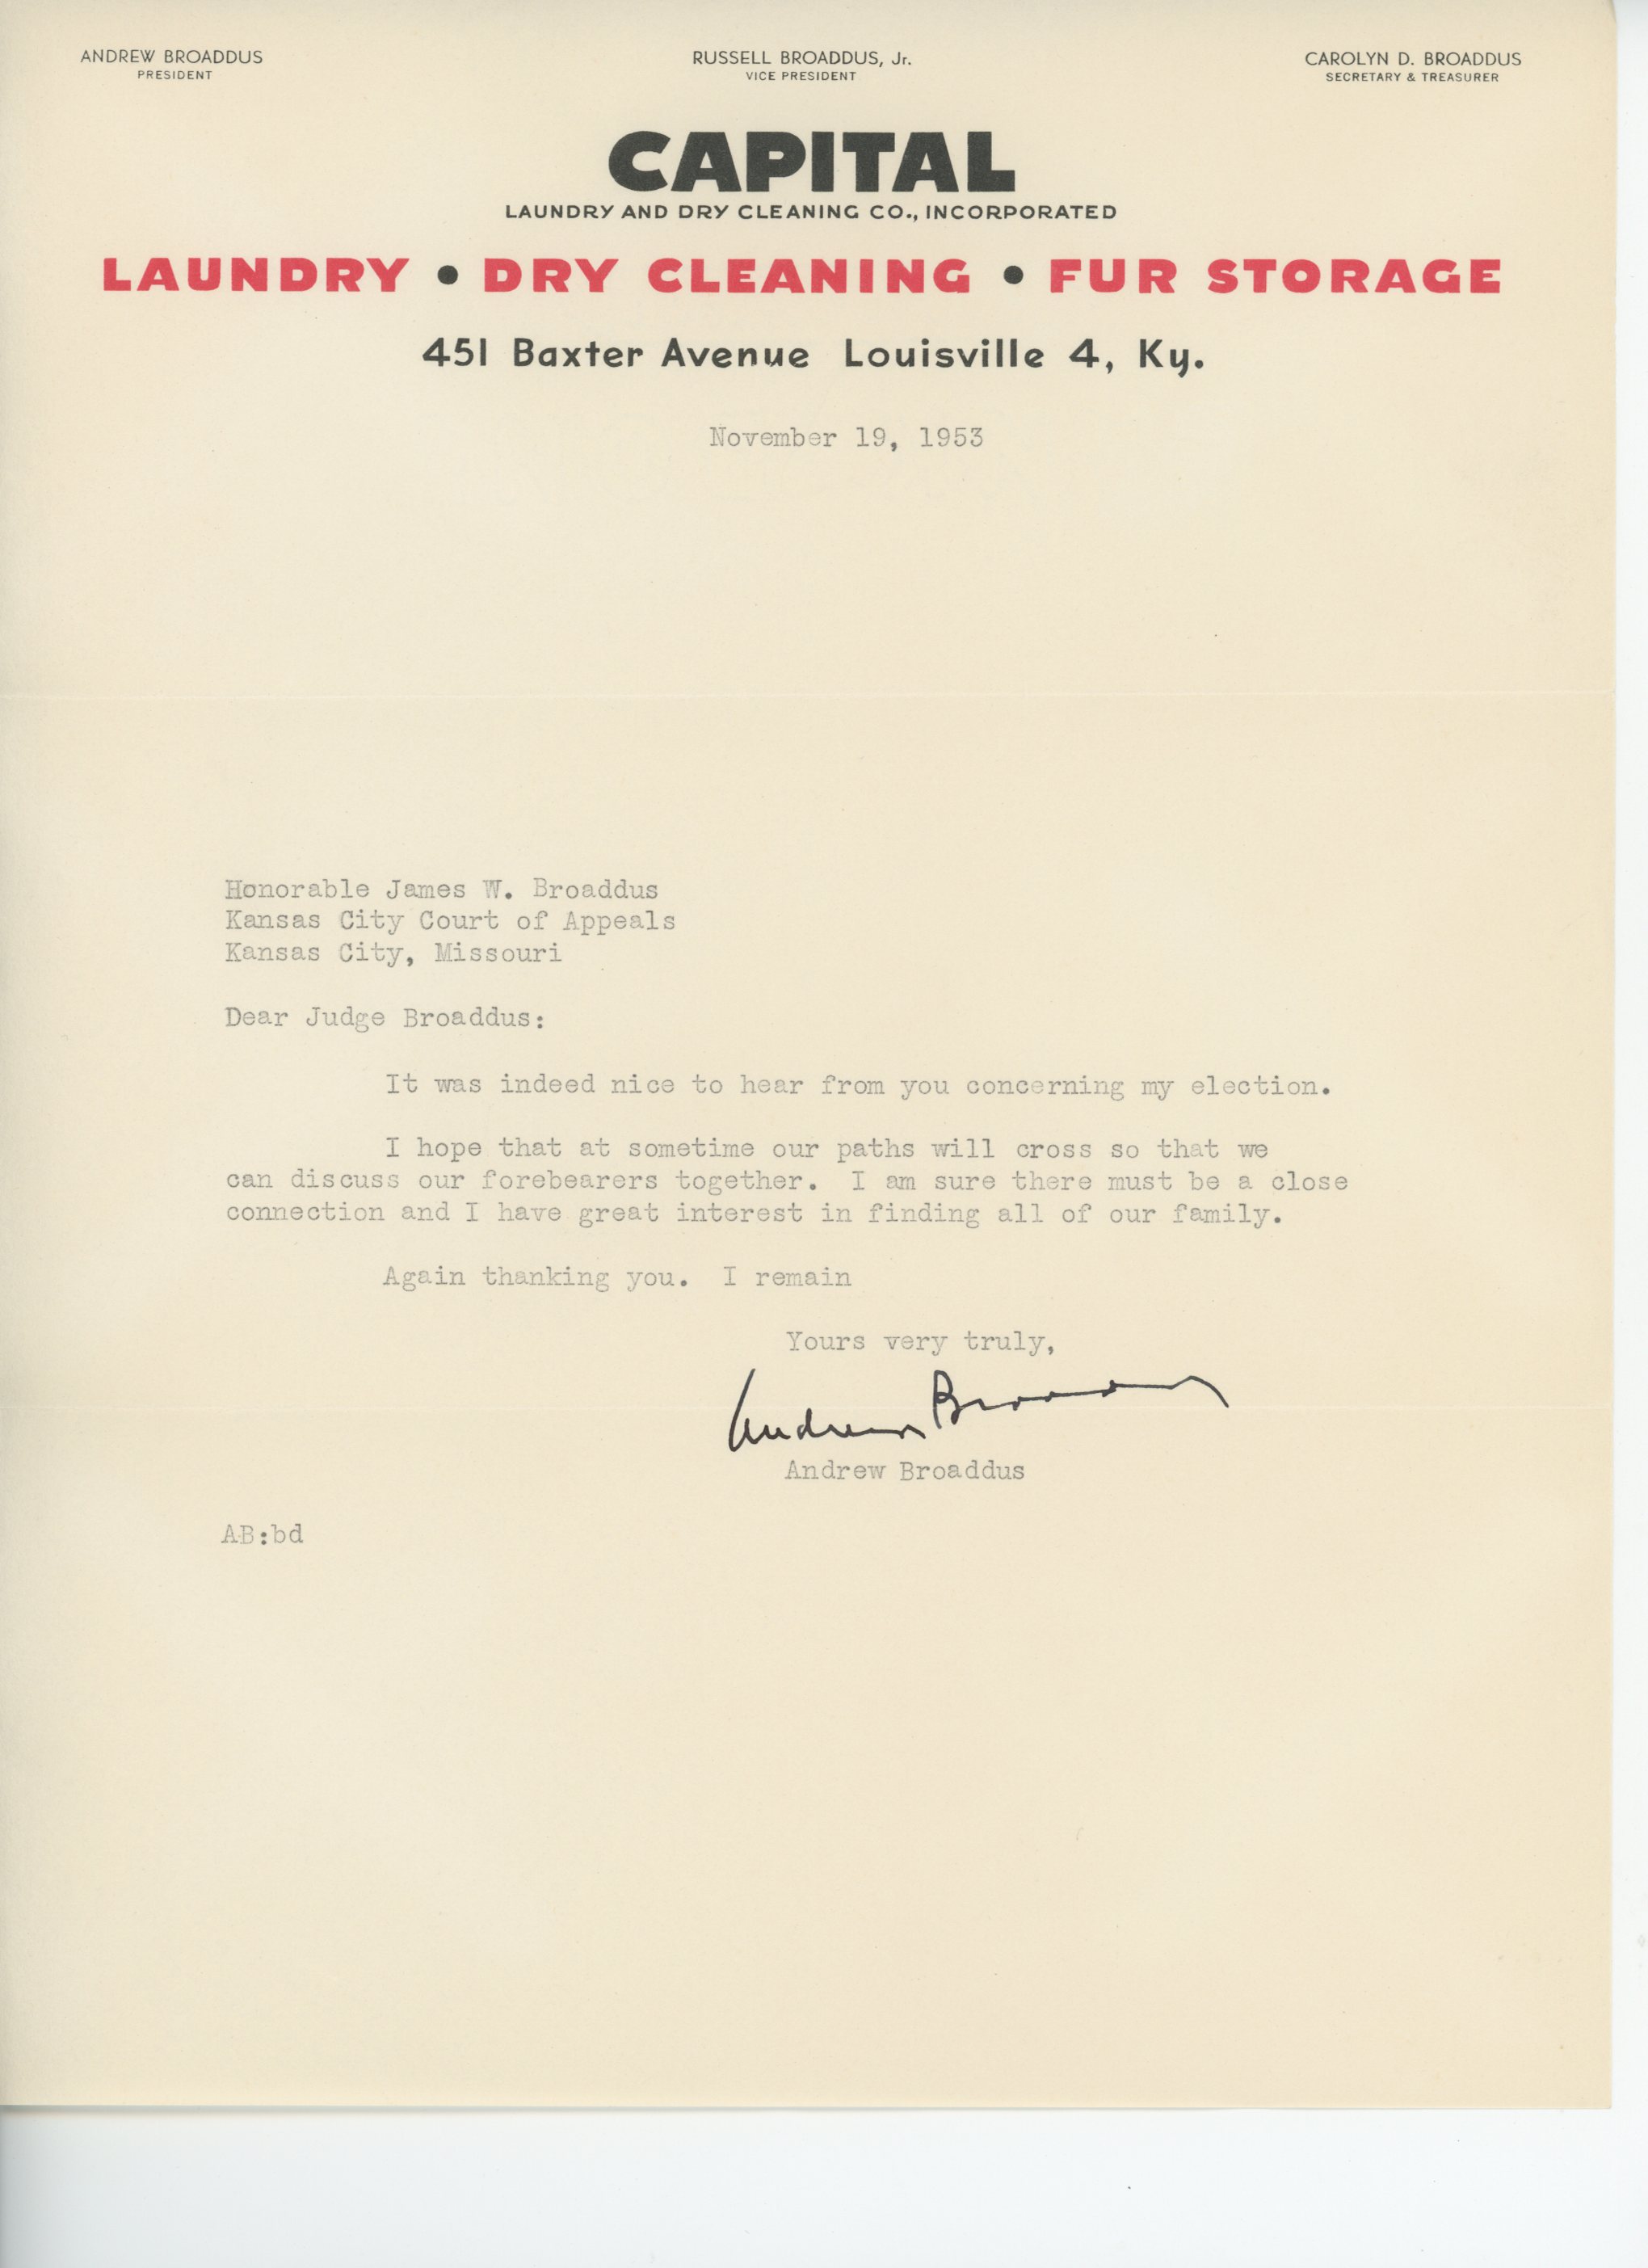 ANDREW BROADDUS
PRESIDENT
RUSSELL BROADDUS, Jr.
VICE PRESIDENT
CAROLYN D. BROADDUS
SECRETARY & TREASURER
CAPITAL
LAUNDRY AND DRY CLEANING CO., INCORPORATED
LAUNDRY • DRY CLEANING • FUR STORAGE
451 Baxter Avenue Louisville 4, Ky.
November 19, 1953
Honorable James W. Broaddus
Kansas City Court of Appeals
Kansas City, Missouri
Dear Judge Broaddus:
It was indeed nice to hear from you concerning my election.
I hope that at sometime our paths will cross so that we
can discuss our forebearers together. I am sure there must be a close
connection and I have great interest in finding all of our family.
Again thanking you. I remain
Yours very truly,
Andrew Broaddus
Andrew Broaddus
AB:bd